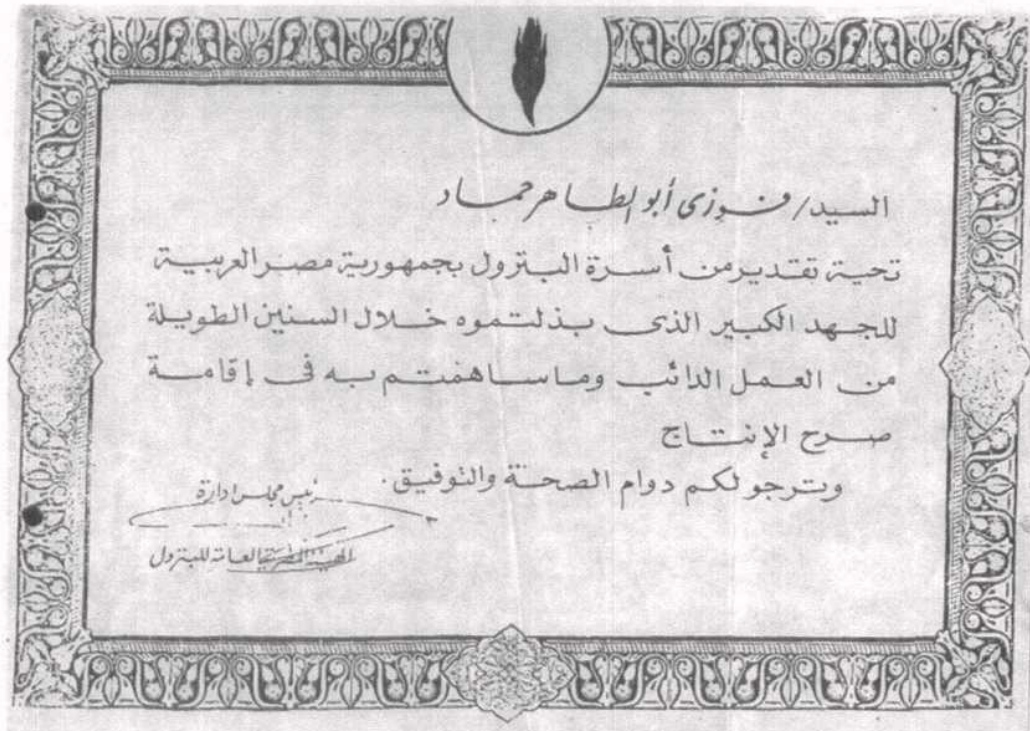 السيد/ فوزى أبو الطاهر حماد
تحية تقدير من أسرة البترول بجمهورية مصر العربية
للجهد الكبير الذى بذلتموه خلال السنين الطويلة
من العمل الدائب وما ساهمتم به فى إقامة
صرح الإنتاج
ونرجو لكم دوام الصحة والتوفيق.
رئيس مجلس إدارة
الهيئة المصرية العامة للبترول